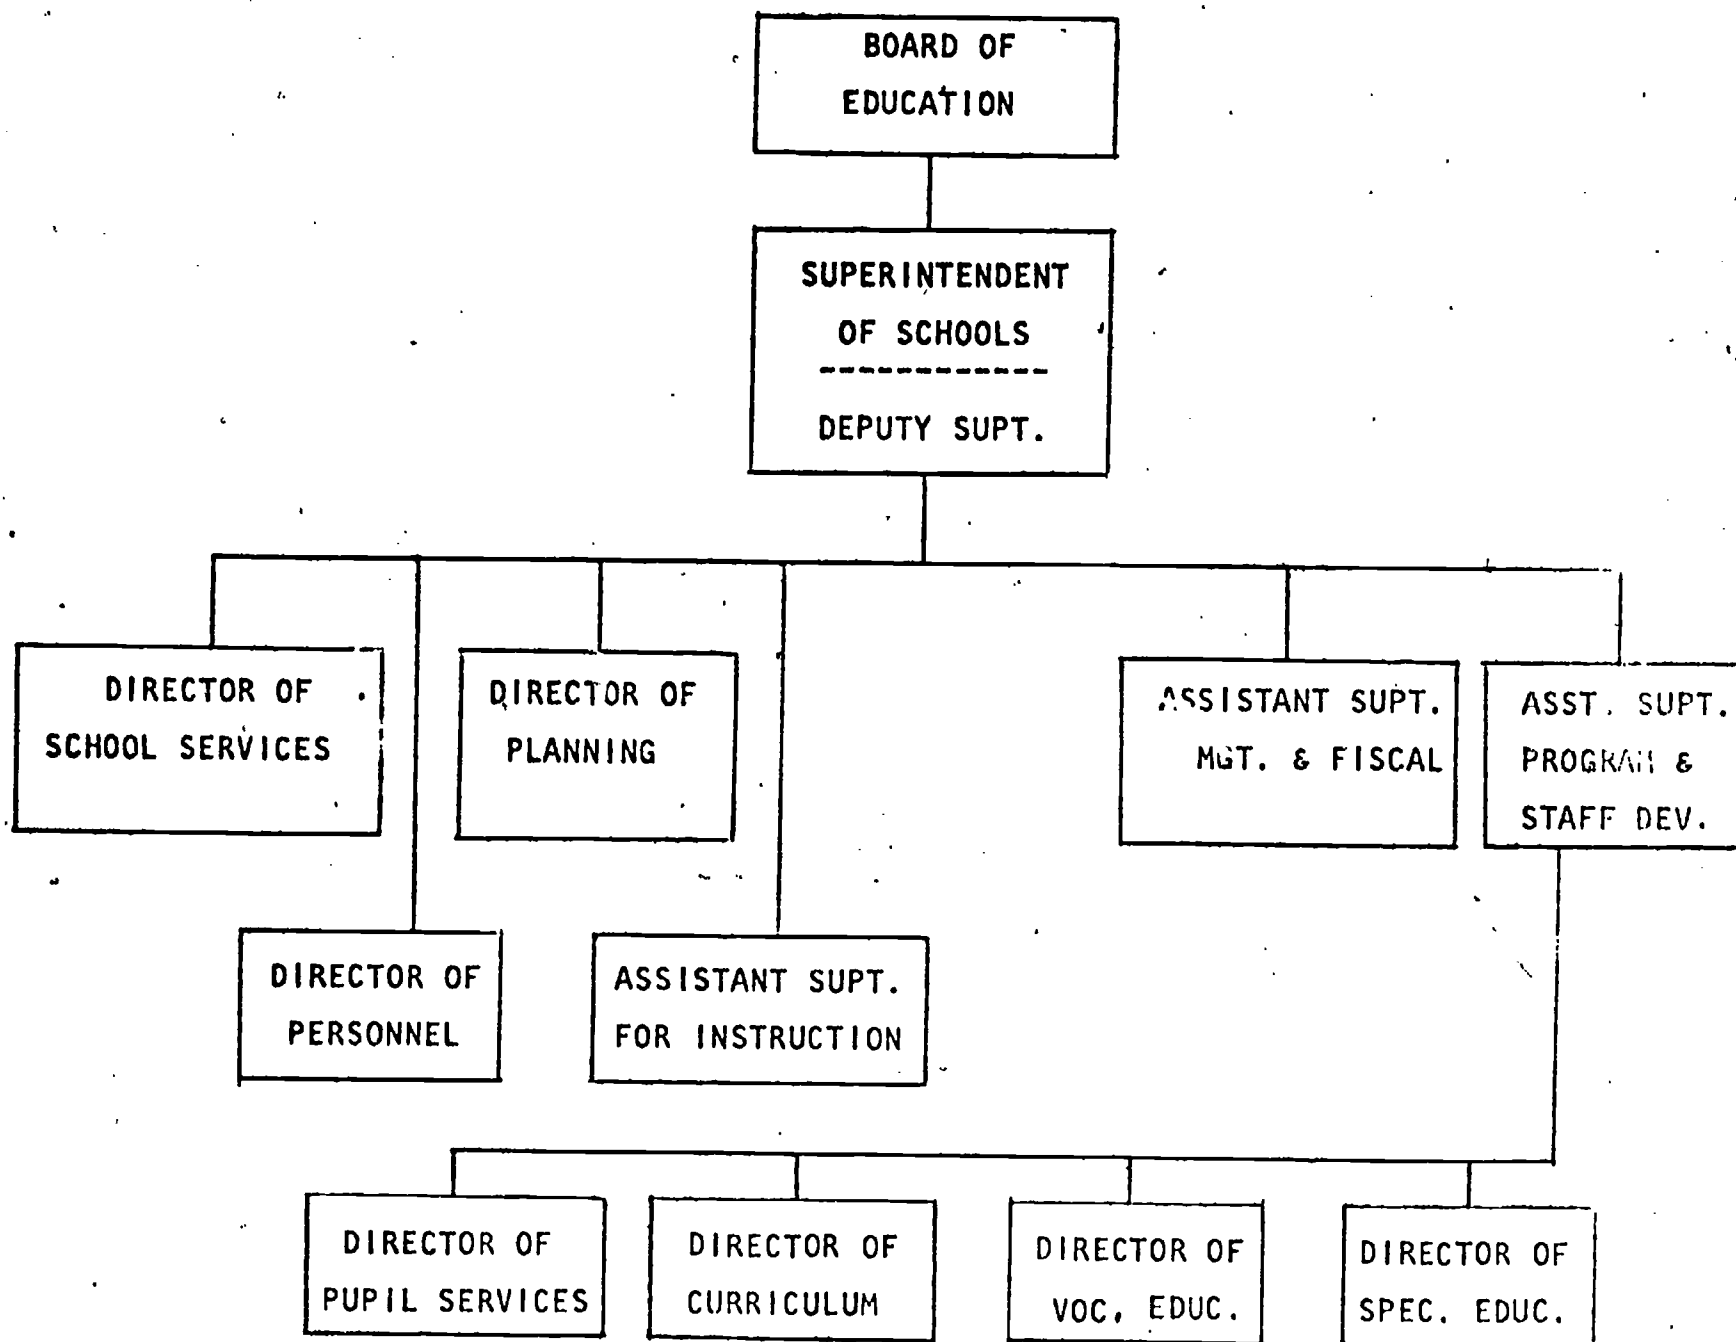 BOARD OF
EDUCATION
SUPERINTENDENT
OF SCHOOLS
------------
DEPUTY SUPT.
DIRECTOR OF
SCHOOL SERVICES
DIRECTOR OF
PLANNING
ASSISTANT SUPT.
MGT. & FISCAL
ASST. SUPT.
PROGRAM &
STAFF DEV.
DIRECTOR OF
PERSONNEL
ASSISTANT SUPT.
FOR INSTRUCTION
DIRECTOR OF
PUPIL SERVICES
DIRECTOR OF
CURRICULUM
DIRECTOR OF
VOC. EDUC.
DIRECTOR OF
SPEC. EDUC.